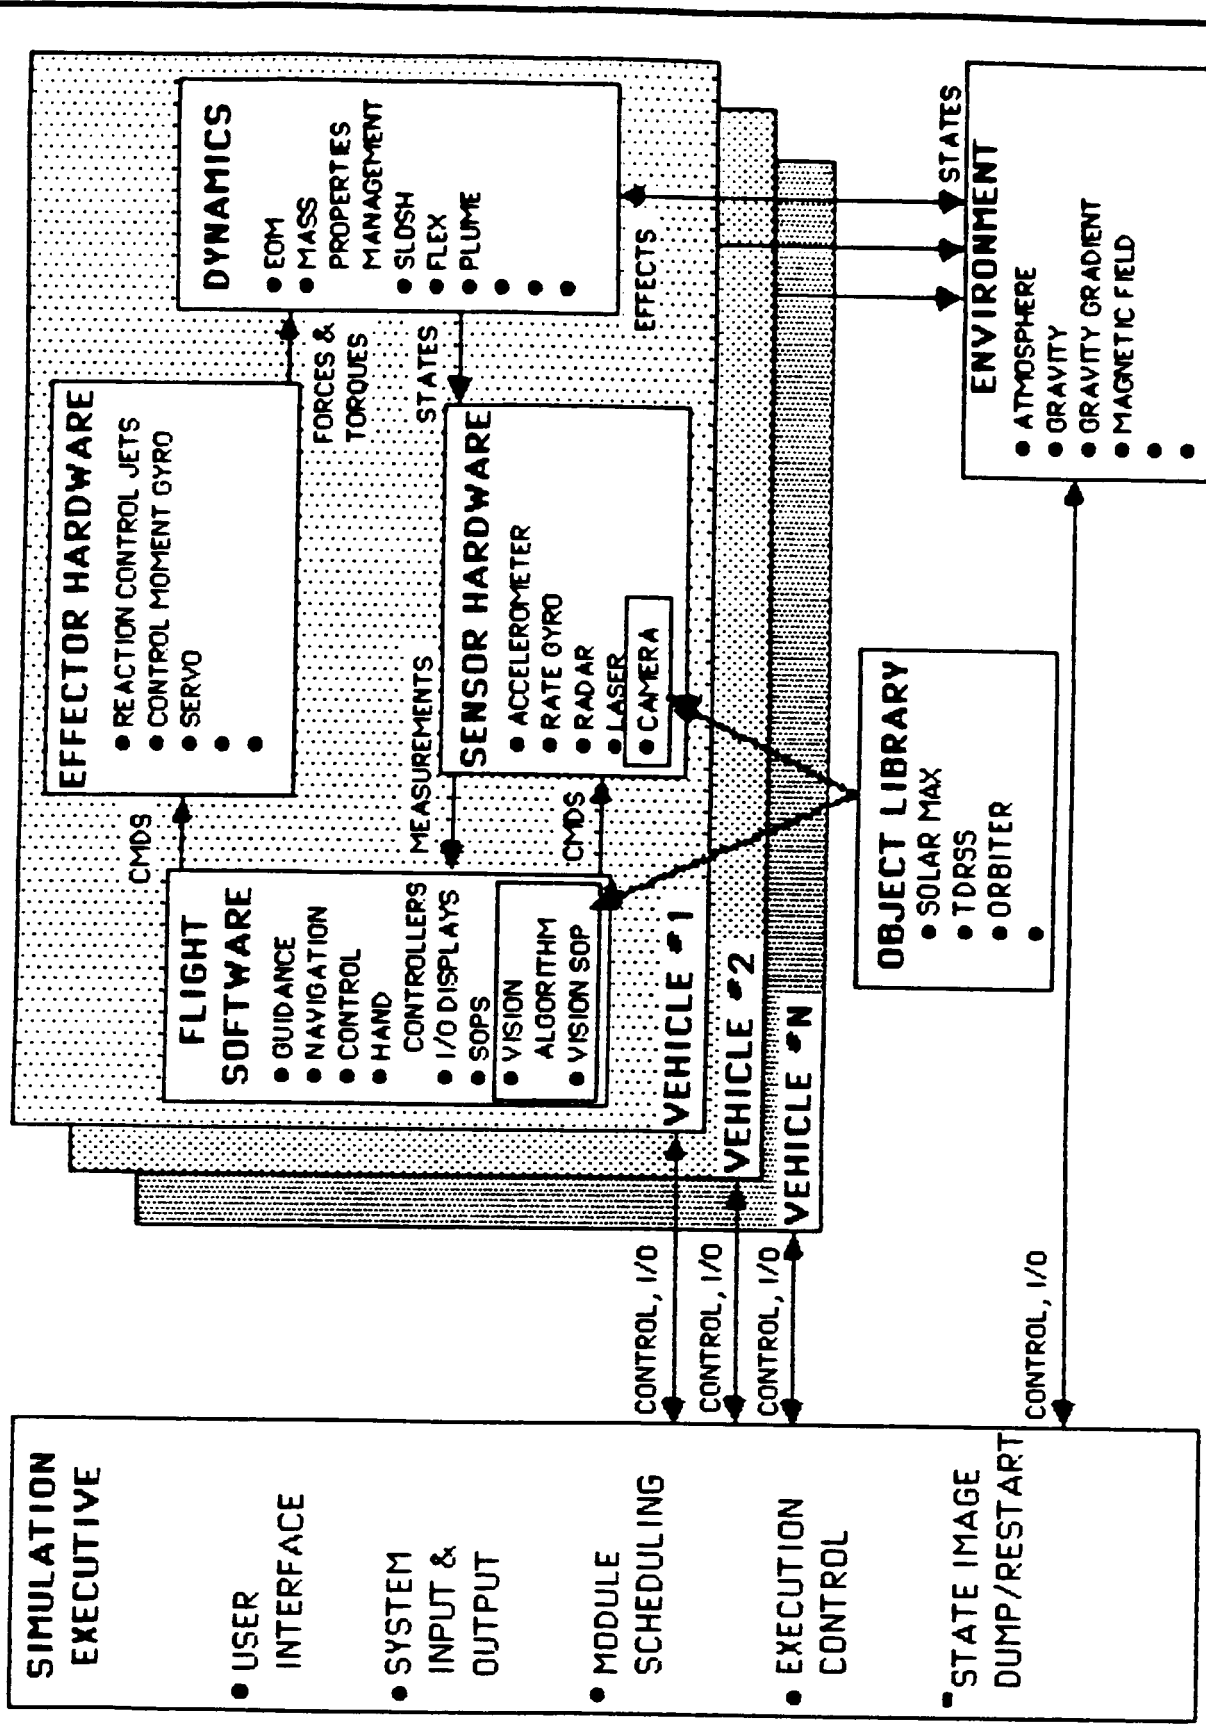 SIMULATION
EXECUTIVE
● USER
INTERFACE
● SYSTEM
INPUT &
OUTPUT
● MODULE
SCHEDULING
● EXECUTION
CONTROL
● STATE IMAGE
DUMP/RESTART
CONTROL, I/O
CONTROL, I/O
CONTROL, I/O
CONTROL, I/O
FLIGHT
SOFTWARE
● GUIDANCE
● NAVIGATION
● CONTROL
● HAND
CONTROLLERS
● I/O DISPLAYS
● SOPS
● VISION
ALGORITHM
● VISION SOP
CMDS
MEASUREMENTS
CMDS
EFFECTOR HARDWARE
● REACTION CONTROL JETS
● CONTROL MOMENT GYRO
● SERVO
●
●
FORCES &
TORQUES
STATES
SENSOR HARDWARE
● ACCELEROMETER
● RATE GYRO
● RADAR
● LASER
● CAMERA
DYNAMICS
● EOM
● MASS
PROPERTIES
MANAGEMENT
● SLOSH
● FLEX
● PLUME
●
●
●
EFFECTS
STATES
VEHICLE #1
VEHICLE #2
VEHICLE #N
OBJECT LIBRARY
● SOLAR MAX
● TDRSS
● ORBITER
●
ENVIRONMENT
● ATMOSPHERE
● GRAVITY
● GRAVITY GRADIENT
● MAGNETIC FIELD
●
●